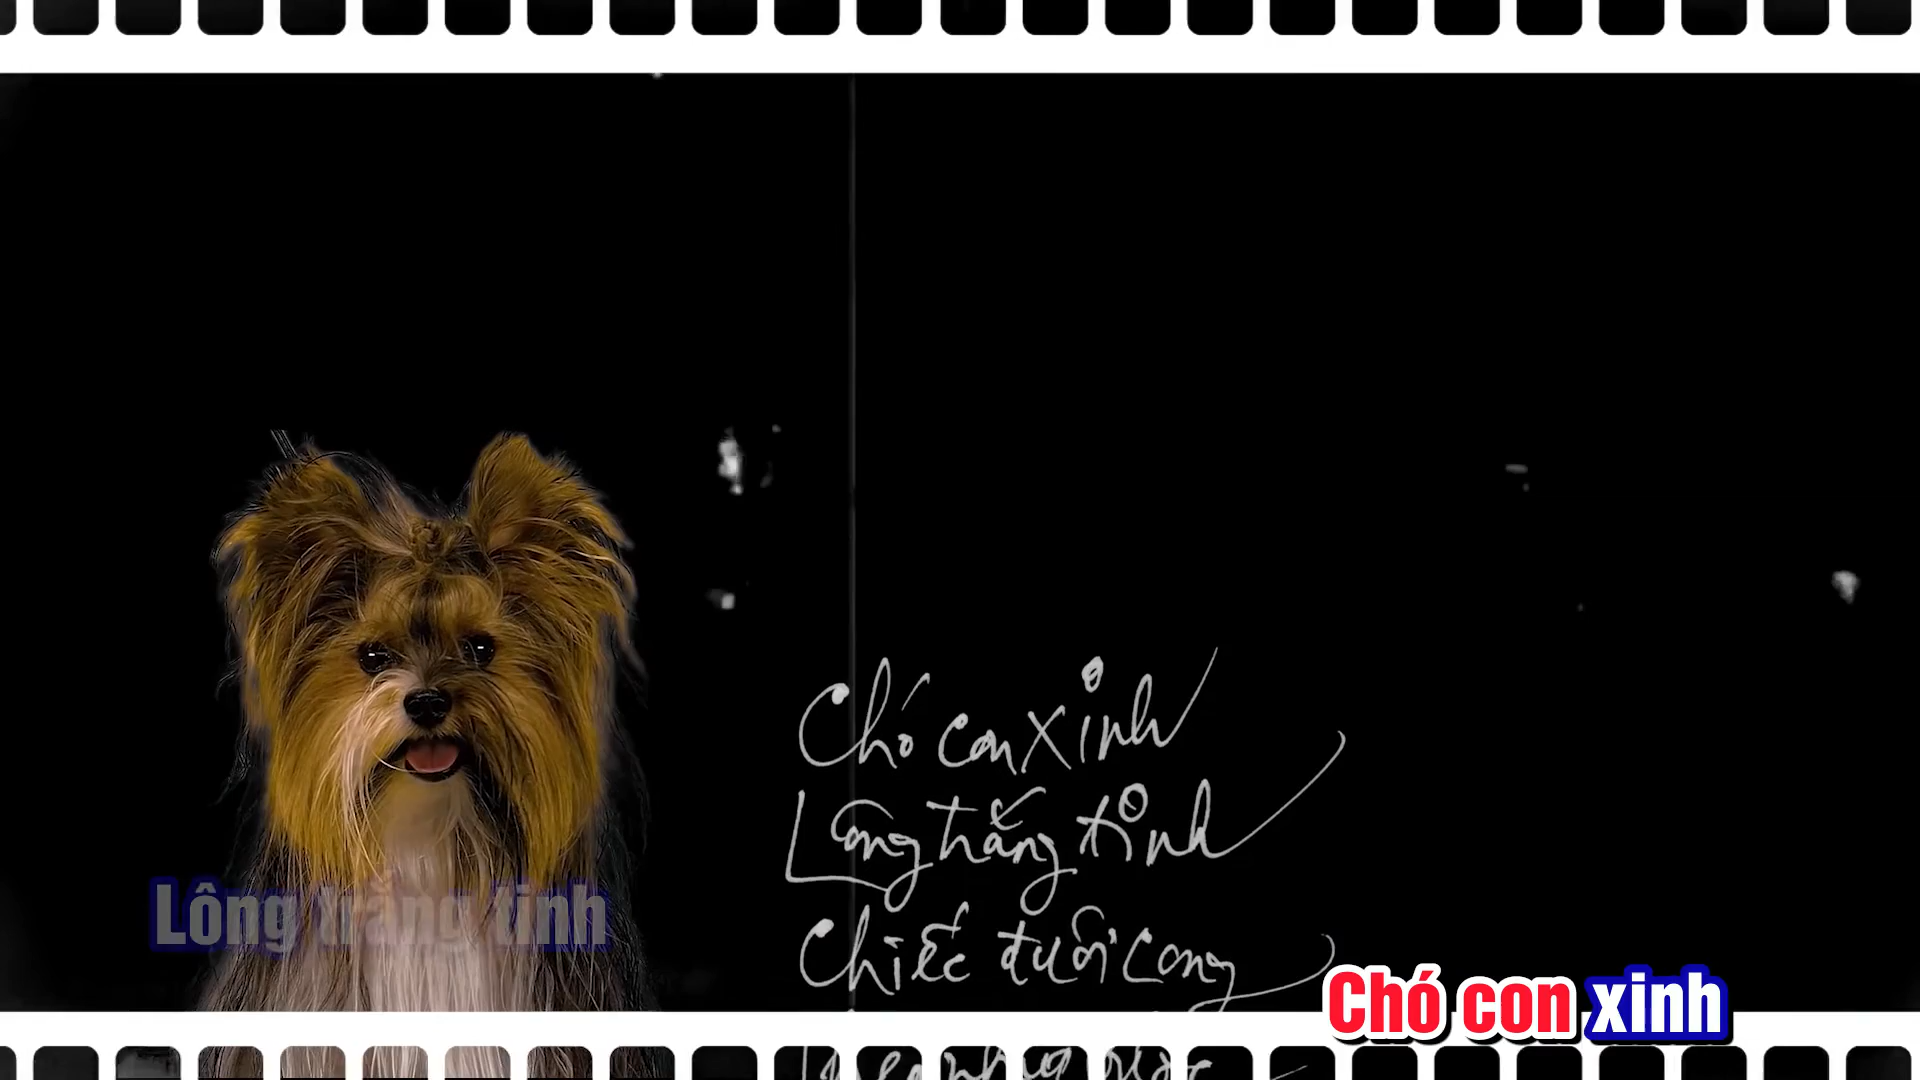 Chó con xinh
Lông trắng tinh
Chiếc đuôi cong
Lông trắng tinh
Chó con xinh